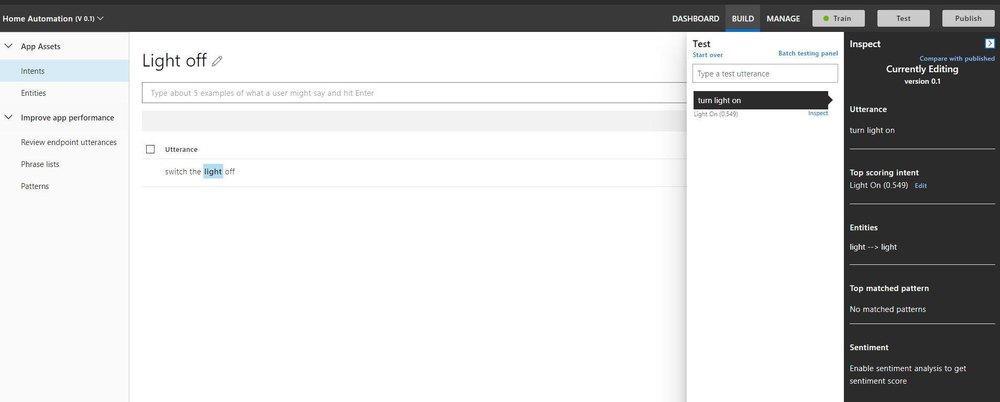 Home Automation (V 0.1)
DASHBOARD
BUILD
MANAGE
Train
Test
Publish
App Assets
Intents
Entities
Improve app performance
Review endpoint utterances
Phrase lists
Patterns
Light off
Type about 5 examples of what a user might say and hit Enter
Utterance
switch the light off
Test
Start over
Batch testing panel
Type a test utterance
turn light on
Light On (0.549)
Inspect
Inspect
Compare with published
Currently Editing
version 0.1
Utterance
turn light on
Top scoring intent
Light On (0.549) Edit
Entities
light --> light
Top matched pattern
No matched patterns
Sentiment
Enable sentiment analysis to get
sentiment score